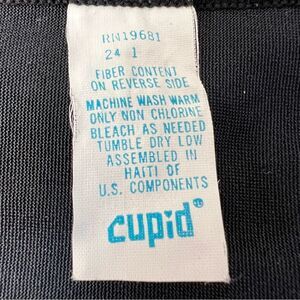 RN19681
24 1
FIBER CONTENT
ON REVERSE SIDE
MACHINE WASH WARM
ONLY NON CHLORINE
BLEACH AS NEEDED
TUMBLE DRY LOW
ASSEMBLED IN
HAITI OF
U.S. COMPONENTS
cupid